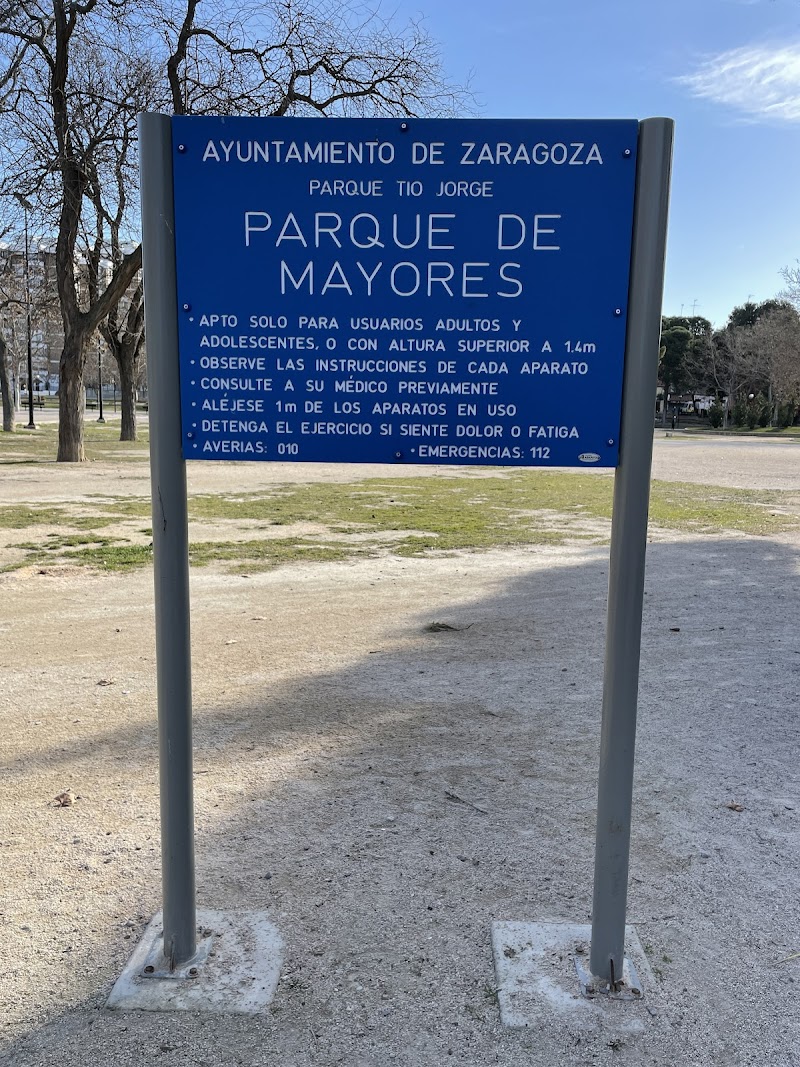 AYUNTAMIENTO DE ZARAGOZA
PARQUE TIO JORGE
PARQUE DE
MAYORES
• APTO SOLO PARA USUARIOS ADULTOS Y
ADOLESCENTES, O CON ALTURA SUPERIOR A 1.4m
• OBSERVE LAS INSTRUCCIONES DE CADA APARATO
• CONSULTE A SU MÉDICO PREVIAMENTE
• ALÉJESE 1m DE LOS APARATOS EN USO
• DETENGA EL EJERCICIO SI SIENTE DOLOR O FATIGA
• AVERIAS: 010 • EMERGENCIAS: 112